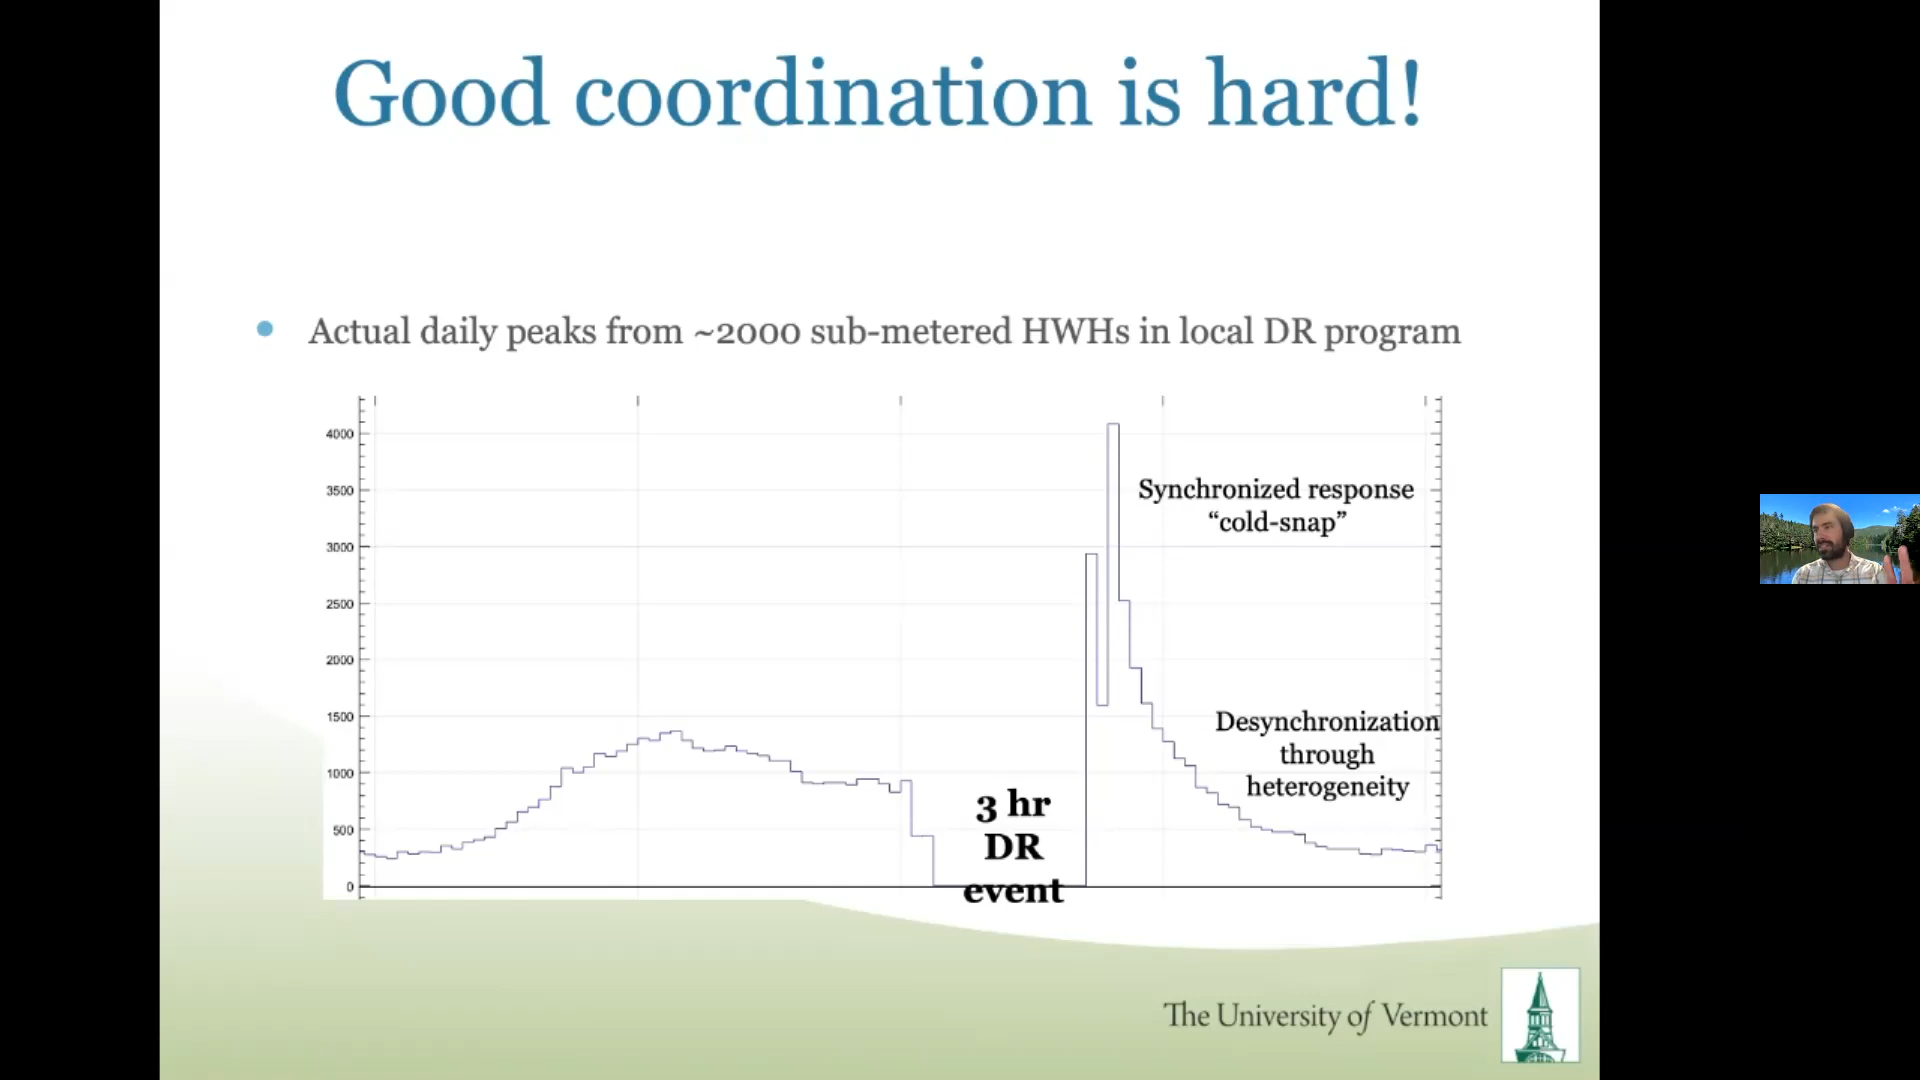 Good coordination is hard!
Actual daily peaks from ~2000 sub-metered HWHs in local DR program
4000
3500
3000
2500
2000
1500
1000
500
0
Synchronized response
“cold-snap”
Desynchronization
through
heterogeneity
3 hr
DR
event
The University of Vermont